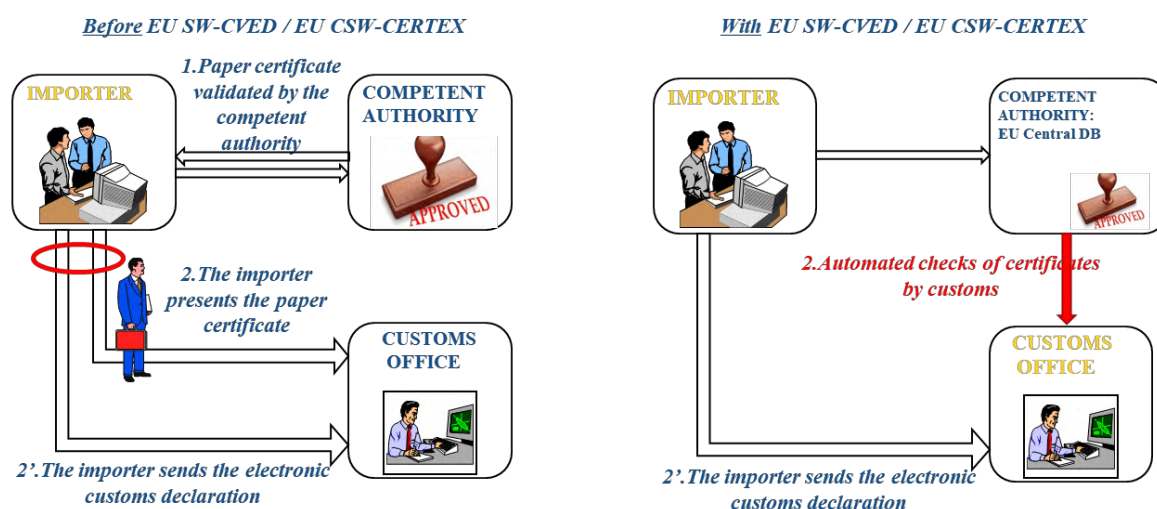 Before EU SW-CVED / EU CSW-CERTEX
1.Paper certificate
validated by the
competent
authority
IMPORTER
COMPETENT
AUTHORITY
APPROVED
2.The importer
presents the paper
certificate
CUSTOMS
OFFICE
2’.The importer sends the electronic
customs declaration
With EU SW-CVED / EU CSW-CERTEX
IMPORTER
COMPETENT
AUTHORITY:
EU Central DB
APPROVED
2.Automated checks of certificates
by customs
CUSTOMS
OFFICE
2’.The importer sends the electronic
customs declaration